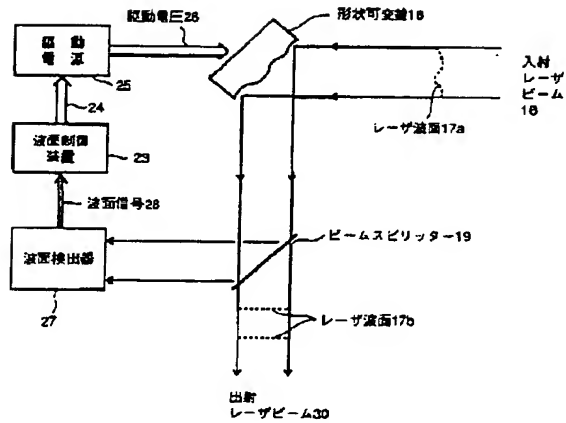 駆動電圧26
形状可変鏡18
駆動
電源
25
24
入射
レーザ
ビーム
16
レーザ波面17a
波面制御
装置
23
波面信号28
ビームスピリッター19
波面検出器
27
レーザ波面17b
出射
レーザビーム30